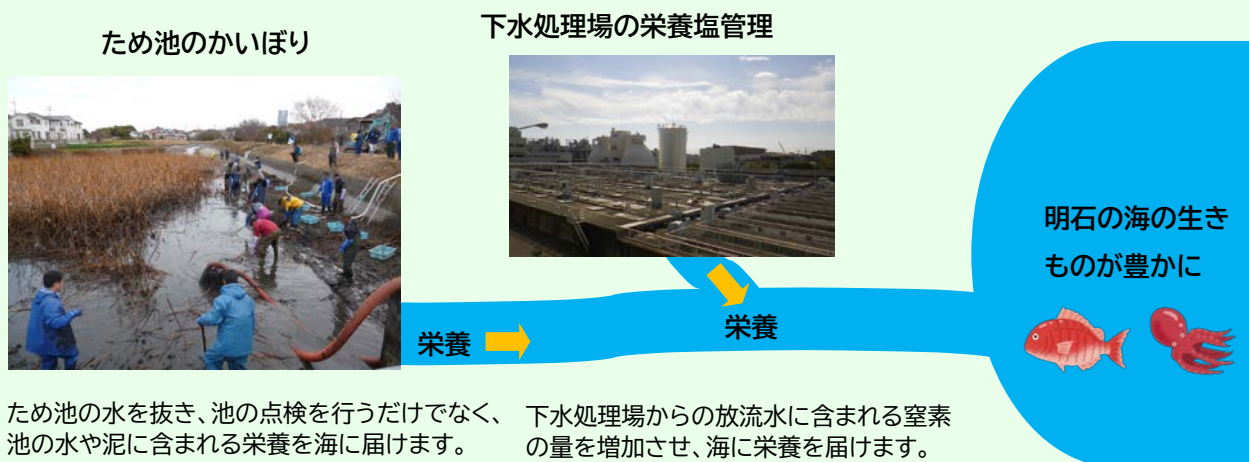 ため池のかいぼり
下水処理場の栄養塩管理
栄養
栄養
明石の海の生き
ものが豊かに
ため池の水を抜き、池の点検を行うだけでなく、
池の水や泥に含まれる栄養を海に届けます。
下水処理場からの放流水に含まれる窒素
の量を増加させ、海に栄養を届けます。